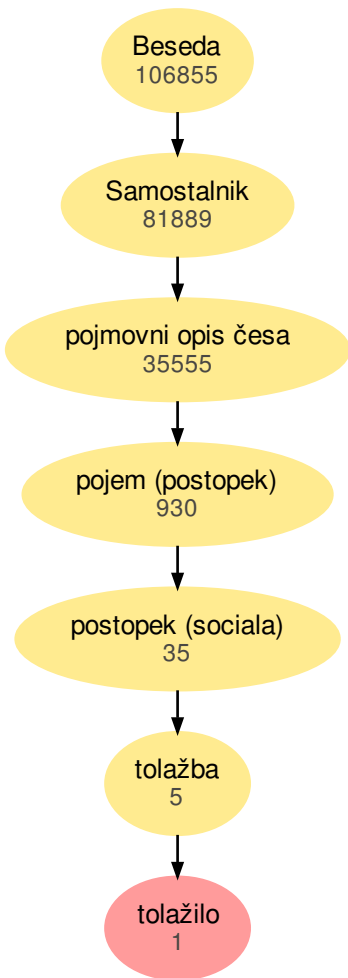 Beseda
106855
Samostalnik
81889
pojmovni opis česa
35555
pojem (postopek)
930
postopek (sociala)
35
tolažba
5
tolažilo
1